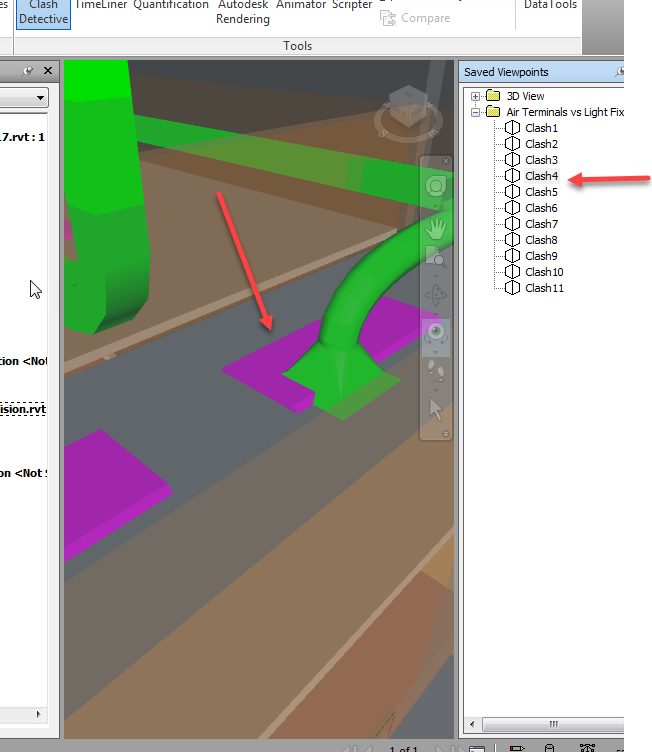 Clash
Detective
TimeLiner
Quantification
Autodesk
Rendering
Animator
Scripter
Compare
DataTools
Tools
7.rvt : 1
tion <Not
ision.rvt
on <Not
Saved Viewpoints
3D View
Air Terminals vs Light Fix
Clash1
Clash2
Clash3
Clash4
Clash5
Clash6
Clash7
Clash8
Clash9
Clash10
Clash11
1 of 1